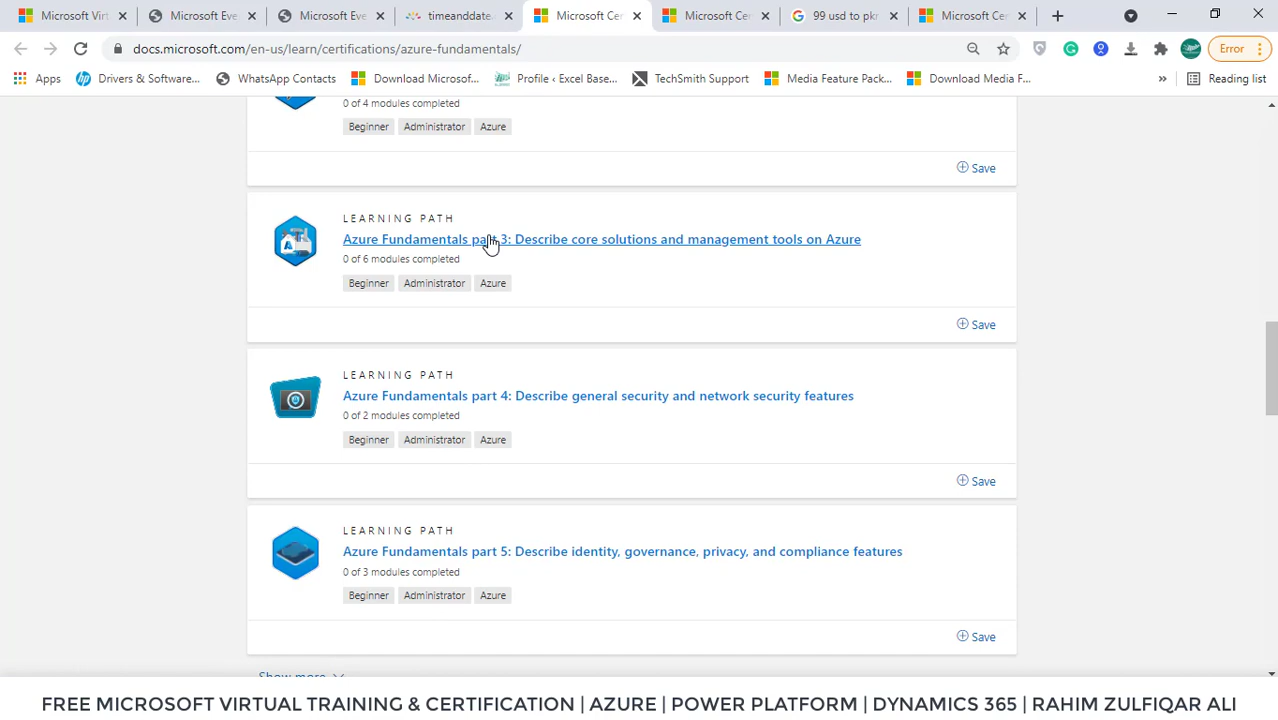 Microsoft Virt
Microsoft Eve
Microsoft Eve
timeanddate.
Microsoft Ce
Microsoft Ce
99 usd to pkr
Microsoft Ce
docs.microsoft.com/en-us/learn/certifications/azure-fundamentals/
Error
Apps
Drivers & Software...
WhatsApp Contacts
Download Microsof...
Profile ‹ Excel Base...
TechSmith Support
Media Feature Pack...
Download Media F...
»
Reading list
0 of 4 modules completed
Beginner Administrator Azure
Save
LEARNING PATH
Azure Fundamentals part 3: Describe core solutions and management tools on Azure
0 of 6 modules completed
Beginner Administrator Azure
Save
LEARNING PATH
Azure Fundamentals part 4: Describe general security and network security features
0 of 2 modules completed
Beginner Administrator Azure
Save
LEARNING PATH
Azure Fundamentals part 5: Describe identity, governance, privacy, and compliance features
0 of 3 modules completed
Beginner Administrator Azure
Save
Show more
FREE MICROSOFT VIRTUAL TRAINING & CERTIFICATION | AZURE | POWER PLATFORM | DYNAMICS 365 | RAHIM ZULFIQAR ALI